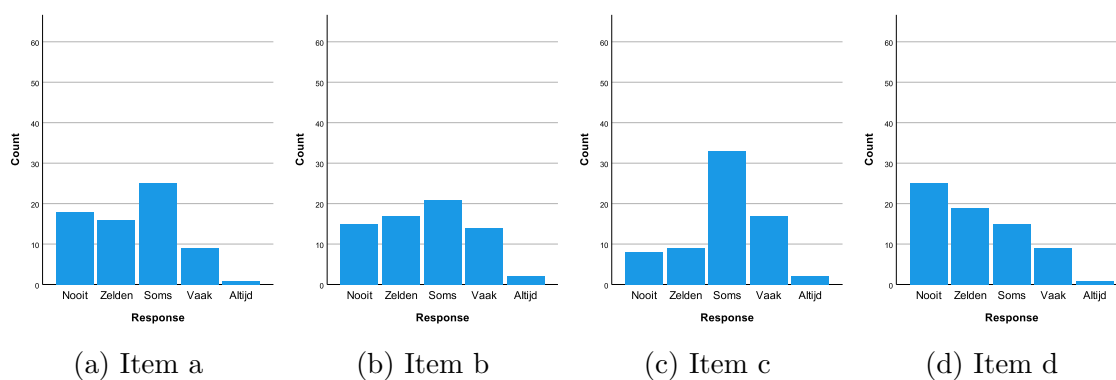 60
50
40
30
20
10
0
Count
Nooit Zelden Soms Vaak Altijd
Response
(a) Item a
60
50
40
30
20
10
0
Count
Nooit Zelden Soms Vaak Altijd
Response
(b) Item b
60
50
40
30
20
10
0
Count
Nooit Zelden Soms Vaak Altijd
Response
(c) Item c
60
50
40
30
20
10
0
Count
Nooit Zelden Soms Vaak Altijd
Response
(d) Item d